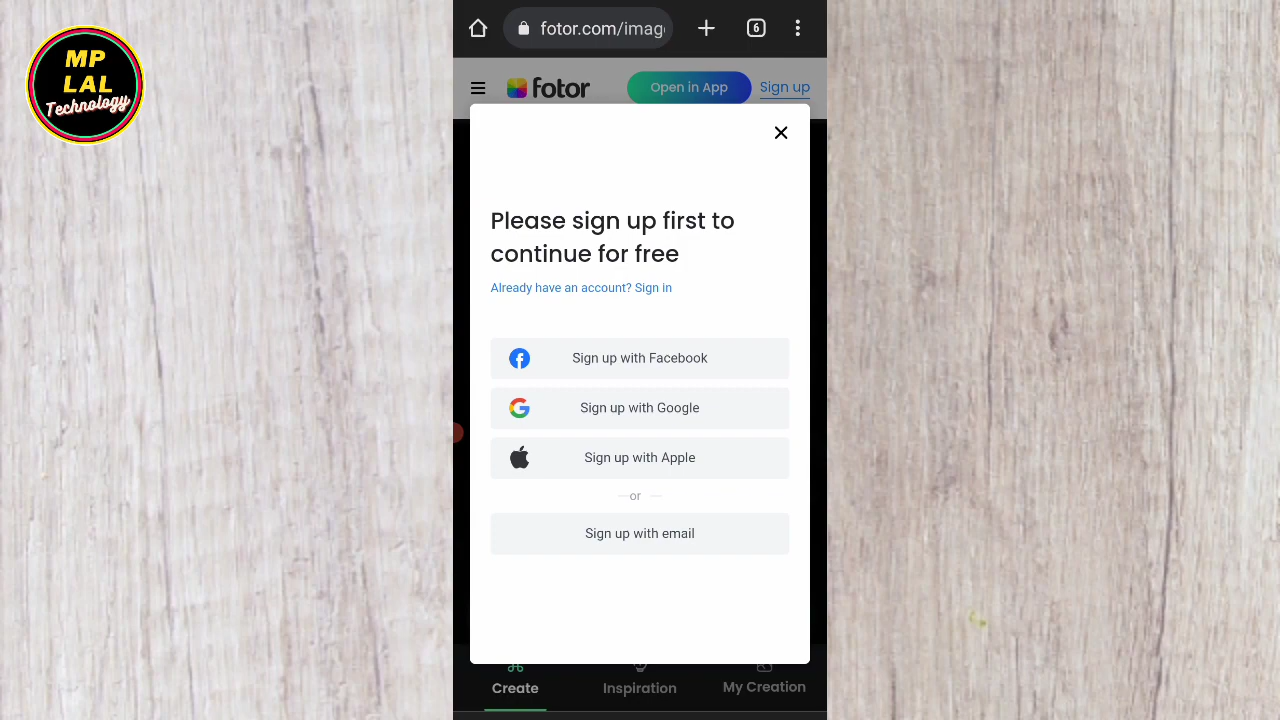 MP
LAL
Technology
fotor.com/imag
6
fotor
Open in App
Sign up
Please sign up first to
continue for free
Already have an account? Sign in
Sign up with Facebook
Sign up with Google
Sign up with Apple
or
Sign up with email
Create
Inspiration
My Creation